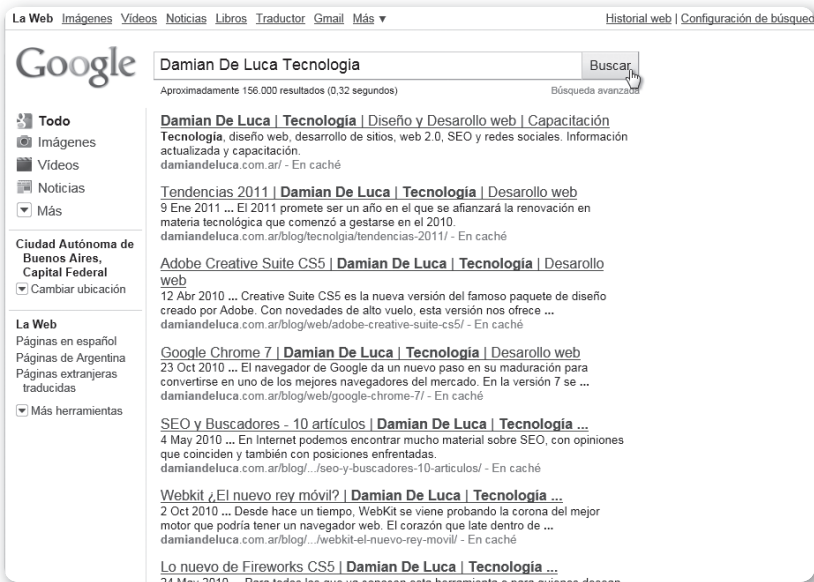 La Web Imágenes Vídeos Noticias Libros Traductor Gmail Más ▼
Historial web | Configuración de búsqued
Google
Damian De Luca Tecnologia
Buscar
Aproximadamente 156.000 resultados (0,32 segundos)
Búsqueda avanzada
Todo
Imágenes
Vídeos
Noticias
Más
Ciudad Autónoma de
Buenos Aires,
Capital Federal
Cambiar ubicación
La Web
Páginas en español
Páginas de Argentina
Páginas extranjeras
traducidas
Más herramientas
Damian De Luca | Tecnología | Diseño y Desarollo web | Capacitación
Tecnología, diseño web, desarrollo de sitios, web 2.0, SEO y redes sociales. Información
actualizada y capacitación.
damiandeluca.com.ar/ - En caché
Tendencias 2011 | Damian De Luca | Tecnología | Desarollo web
9 Ene 2011 ... El 2011 promete ser un año en el que se afianzará la renovación en
materia tecnológica que comenzó a gestarse en el 2010.
damiandeluca.com.ar/blog/tecnolgia/tendencias-2011/ - En caché
Adobe Creative Suite CS5 | Damian De Luca | Tecnología | Desarollo
web
12 Abr 2010 ... Creative Suite CS5 es la nueva versión del famoso paquete de diseño
creado por Adobe. Con novedades de alto vuelo, esta versión nos ofrece ...
damiandeluca.com.ar/blog/web/adobe-creative-suite-cs5/ - En caché
Google Chrome 7 | Damian De Luca | Tecnología | Desarollo web
23 Oct 2010 ... El navegador de Google da un nuevo paso en su maduración para
convertirse en uno de los mejores navegadores del mercado. En la versión 7 se ...
damiandeluca.com.ar/blog/web/google-chrome-7/ - En caché
SEO y Buscadores - 10 artículos | Damian De Luca | Tecnología ...
4 May 2010 ... En Internet podemos encontrar mucho material sobre SEO, con opiniones
que coinciden y también con posiciones enfrentadas.
damiandeluca.com.ar/blog/.../seo-y-buscadores-10-articulos/ - En caché
Webkit ¿El nuevo rey móvil? | Damian De Luca | Tecnología ...
2 Oct 2010 ... Desde hace un tiempo, WebKit se viene probando la corona del mejor
motor que podría tener un navegador web. El corazón que late dentro de ...
damiandeluca.com.ar/blog/.../webkit-el-nuevo-rey-movil/ - En caché
Lo nuevo de Fireworks CS5 | Damian De Luca | Tecnología ...
24 May 2010 ... Para todos los que ya conocen esta herramienta o para quienes desean